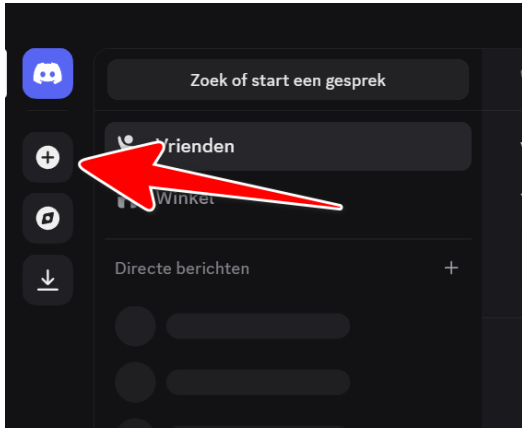 Zoek of start een gesprek
Vrienden
Winkel
Directe berichten